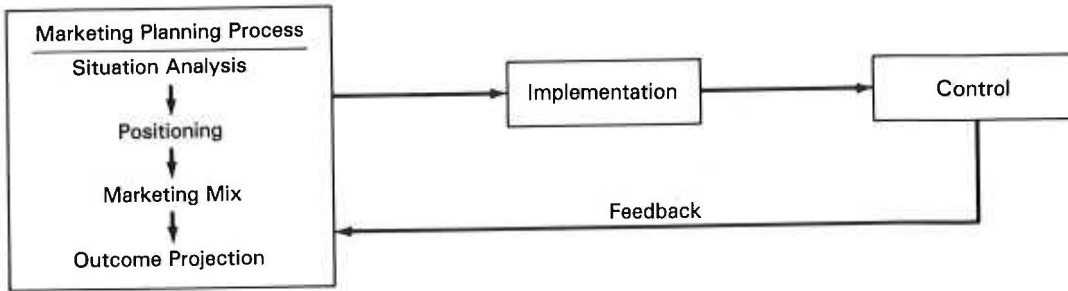 Marketing Planning Process
Situation Analysis
Positioning
Marketing Mix
Outcome Projection
Implementation
Control
Feedback